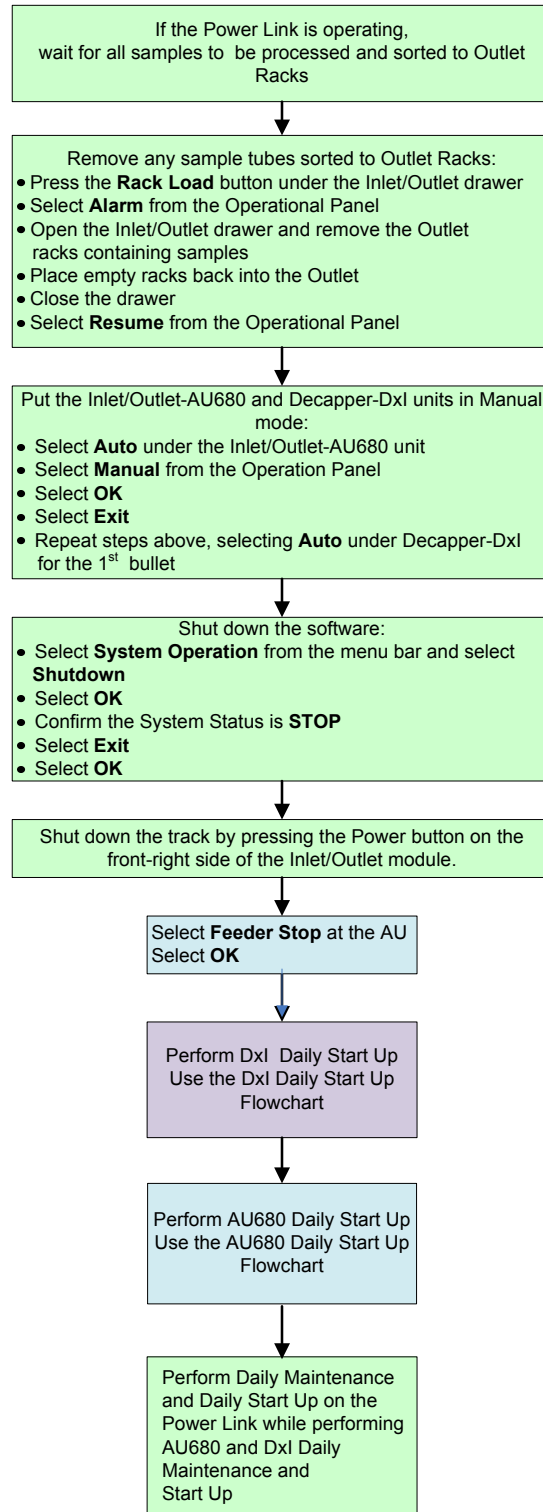 If the Power Link is operating,
wait for all samples to be processed and sorted to Outlet
Racks
Remove any sample tubes sorted to Outlet Racks:
• Press the Rack Load button under the Inlet/Outlet drawer
• Select Alarm from the Operational Panel
• Open the Inlet/Outlet drawer and remove the Outlet
racks containing samples
• Place empty racks back into the Outlet
• Close the drawer
• Select Resume from the Operational Panel
Put the Inlet/Outlet-AU680 and Decapper-DxI units in Manual
mode:
• Select Auto under the Inlet/Outlet-AU680 unit
• Select Manual from the Operation Panel
• Select OK
• Select Exit
• Repeat steps above, selecting Auto under Decapper-DxI
for the 1st bullet
Shut down the software:
• Select System Operation from the menu bar and select
Shutdown
• Select OK
• Confirm the System Status is STOP
• Select Exit
• Select OK
Shut down the track by pressing the Power button on the
front-right side of the Inlet/Outlet module.
Select Feeder Stop at the AU
Select OK
Perform DxI Daily Start Up
Use the DxI Daily Start Up
Flowchart
Perform AU680 Daily Start Up
Use the AU680 Daily Start Up
Flowchart
Perform Daily Maintenance
and Daily Start Up on the
Power Link while performing
AU680 and DxI Daily
Maintenance and
Start Up